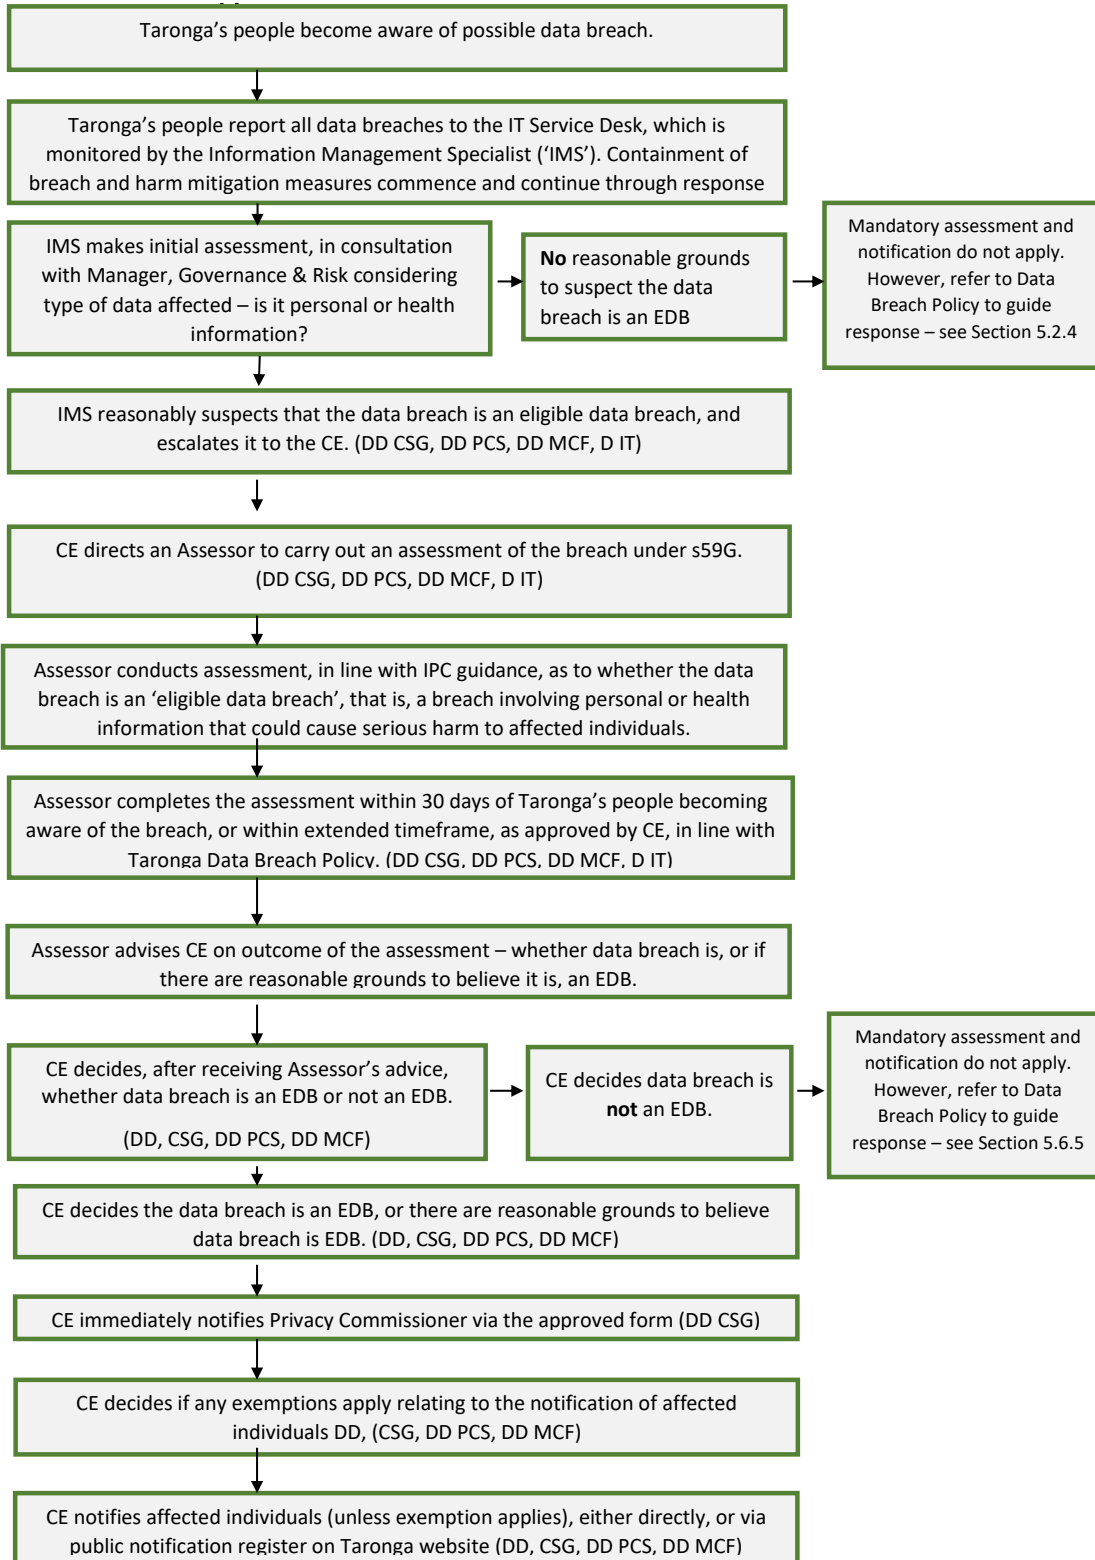 Taronga’s people become aware of possible data breach.
Taronga’s people report all data breaches to the IT Service Desk, which is
monitored by the Information Management Specialist (‘IMS’). Containment of
breach and harm mitigation measures commence and continue through response
IMS makes initial assessment, in consultation
with Manager, Governance & Risk considering
type of data affected – is it personal or health
information?
No reasonable grounds
to suspect the data
breach is an EDB
Mandatory assessment and
notification do not apply.
However, refer to Data
Breach Policy to guide
response – see Section 5.2.4
IMS reasonably suspects that the data breach is an eligible data breach, and
escalates it to the CE. (DD CSG, DD PCS, DD MCF, D IT)
CE directs an Assessor to carry out an assessment of the breach under s59G.
(DD CSG, DD PCS, DD MCF, D IT)
Assessor conducts assessment, in line with IPC guidance, as to whether the data
breach is an ‘eligible data breach’, that is, a breach involving personal or health
information that could cause serious harm to affected individuals.
Assessor completes the assessment within 30 days of Taronga’s people becoming
aware of the breach, or within extended timeframe, as approved by CE, in line with
Taronga Data Breach Policy. (DD CSG, DD PCS, DD MCF, D IT)
Assessor advises CE on outcome of the assessment – whether data breach is, or if
there are reasonable grounds to believe it is, an EDB.
CE decides, after receiving Assessor’s advice,
whether data breach is an EDB or not an EDB.
(DD, CSG, DD PCS, DD MCF)
CE decides data breach is
not an EDB.
Mandatory assessment and
notification do not apply.
However, refer to Data
Breach Policy to guide
response – see Section 5.6.5
CE decides the data breach is an EDB, or there are reasonable grounds to believe
data breach is EDB. (DD, CSG, DD PCS, DD MCF)
CE immediately notifies Privacy Commissioner via the approved form (DD CSG)
CE decides if any exemptions apply relating to the notification of affected
individuals DD, (CSG, DD PCS, DD MCF)
CE notifies affected individuals (unless exemption applies), either directly, or via
public notification register on Taronga website (DD, CSG, DD PCS, DD MCF)